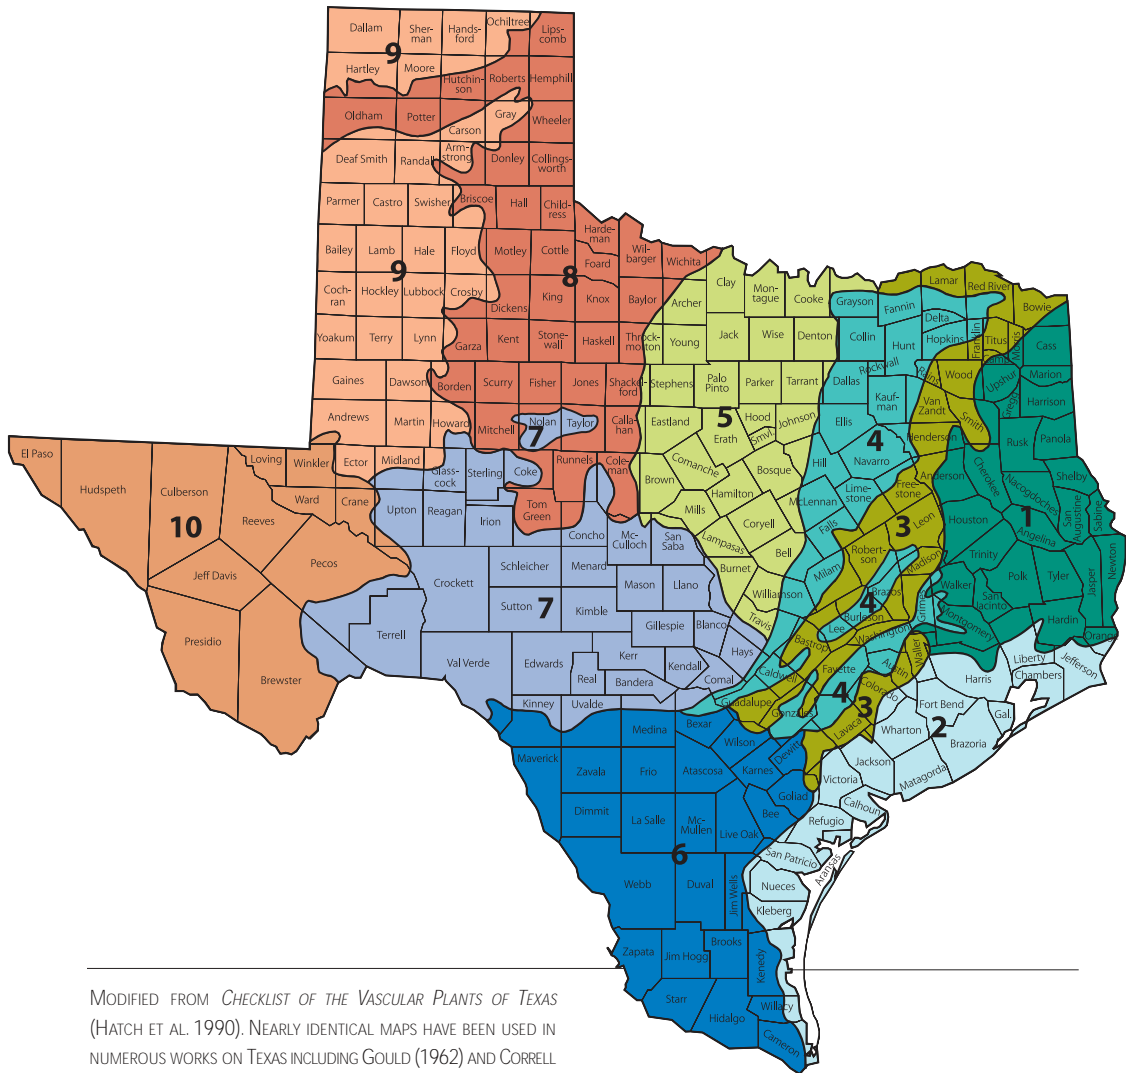 Dallam
Sher-
man
Hands-
ford
Ochiltree
Lips-
comb
9
Hartley
Moore
Hutchin-
son
Roberts
Hemphill
Oldham
Potter
Carson
Gray
Wheeler
Deaf Smith
Randall
Arm-
strong
Donley
Collings-
worth
Parmer
Castro
Swisher
Briscoe
Hall
Child-
ress
Bailey
Lamb
Hale
Floyd
Motley
Cottle
Harde-
man
Foard
Wil-
barger
Wichita
9
8
Coch-
ran
Hockley
Lubbock
Crosby
Dickens
King
Knox
Baylor
Archer
Clay
Mon-
tague
Cooke
Grayson
Fannin
Lamar
Red River
Bowie
Yoakum
Terry
Lynn
Garza
Kent
Stone-
wall
Haskell
Throck-
morton
Young
Jack
Wise
Denton
Collin
Hunt
Delta
Hopkins
Franklin
Titus
Morris
Cass
Gaines
Dawson
Borden
Scurry
Fisher
Jones
Shackel-
ford
Stephens
Palo
Pinto
Parker
Tarrant
Dallas
Rockwall
Kauf-
man
Rains
Wood
Upshur
Marion
Harrison
Gregg
Van
Zandt
Smith
Andrews
Martin
Howard
Mitchell
Nolan
Taylor
7
Calla-
han
Eastland
5
Erath
Hood
Smvl.
Johnson
Ellis
4
Navarro
Henderson
Rusk
Panola
El Paso
Hudspeth
Culberson
10
Loving
Winkler
Ector
Midland
Glass-
cock
Sterling
Coke
Runnels
Cole-
man
Brown
Comanche
Hamilton
Bosque
Hill
Lime-
stone
Free-
stone
Anderson
Cherokee
Nacogdoches
Shelby
San
Augustine
Sabine
Reeves
Ward
Crane
Upton
Reagan
Irion
Tom
Green
Concho
Mc-
Culloch
San
Saba
Mills
Lampasas
Coryell
McLennan
Falls
3
Leon
Houston
Angelina
1
Jeff Davis
Pecos
Crockett
Schleicher
Menard
Mason
Llano
Burnet
Bell
Milam
Robert-
son
Madison
Trinity
Polk
Tyler
Jasper
Newton
Presidio
Brewster
Terrell
Sutton
7
Kimble
Gillespie
Blanco
Travis
Williamson
Lee
Burleson
4
Brazos
Grimes
Walker
San
Jacinto
Montgomery
Hardin
Orange
Val Verde
Edwards
Real
Kerr
Bandera
Kendall
Hays
Comal
Caldwell
Bastrop
Fayette
Washington
Austin
Waller
Harris
Liberty
Chambers
Jefferson
Kinney
Uvalde
Medina
Bexar
Guadalupe
Gonzales
4
3
Colorado
Lavaca
Fort Bend
Wharton
2
Brazoria
Gal.
Maverick
Zavala
Frio
Atascosa
Wilson
Karnes
Dewitt
Victoria
Jackson
Matagorda
Calhoun
Dimmit
La Salle
Mc-
Mullen
Live Oak
Bee
Goliad
Refugio
San Patricio
Aransas
6
Webb
Duval
Jim Wells
Nueces
Kleberg
Zapata
Jim Hogg
Brooks
Kenedy
Starr
Hidalgo
Willacy
Cameron
MODIFIED FROM CHECKLIST OF THE VASCULAR PLANTS OF TEXAS
(HATCH ET AL. 1990). NEARLY IDENTICAL MAPS HAVE BEEN USED IN
NUMEROUS WORKS ON TEXAS INCLUDING GOULD (1962) AND CORRELL